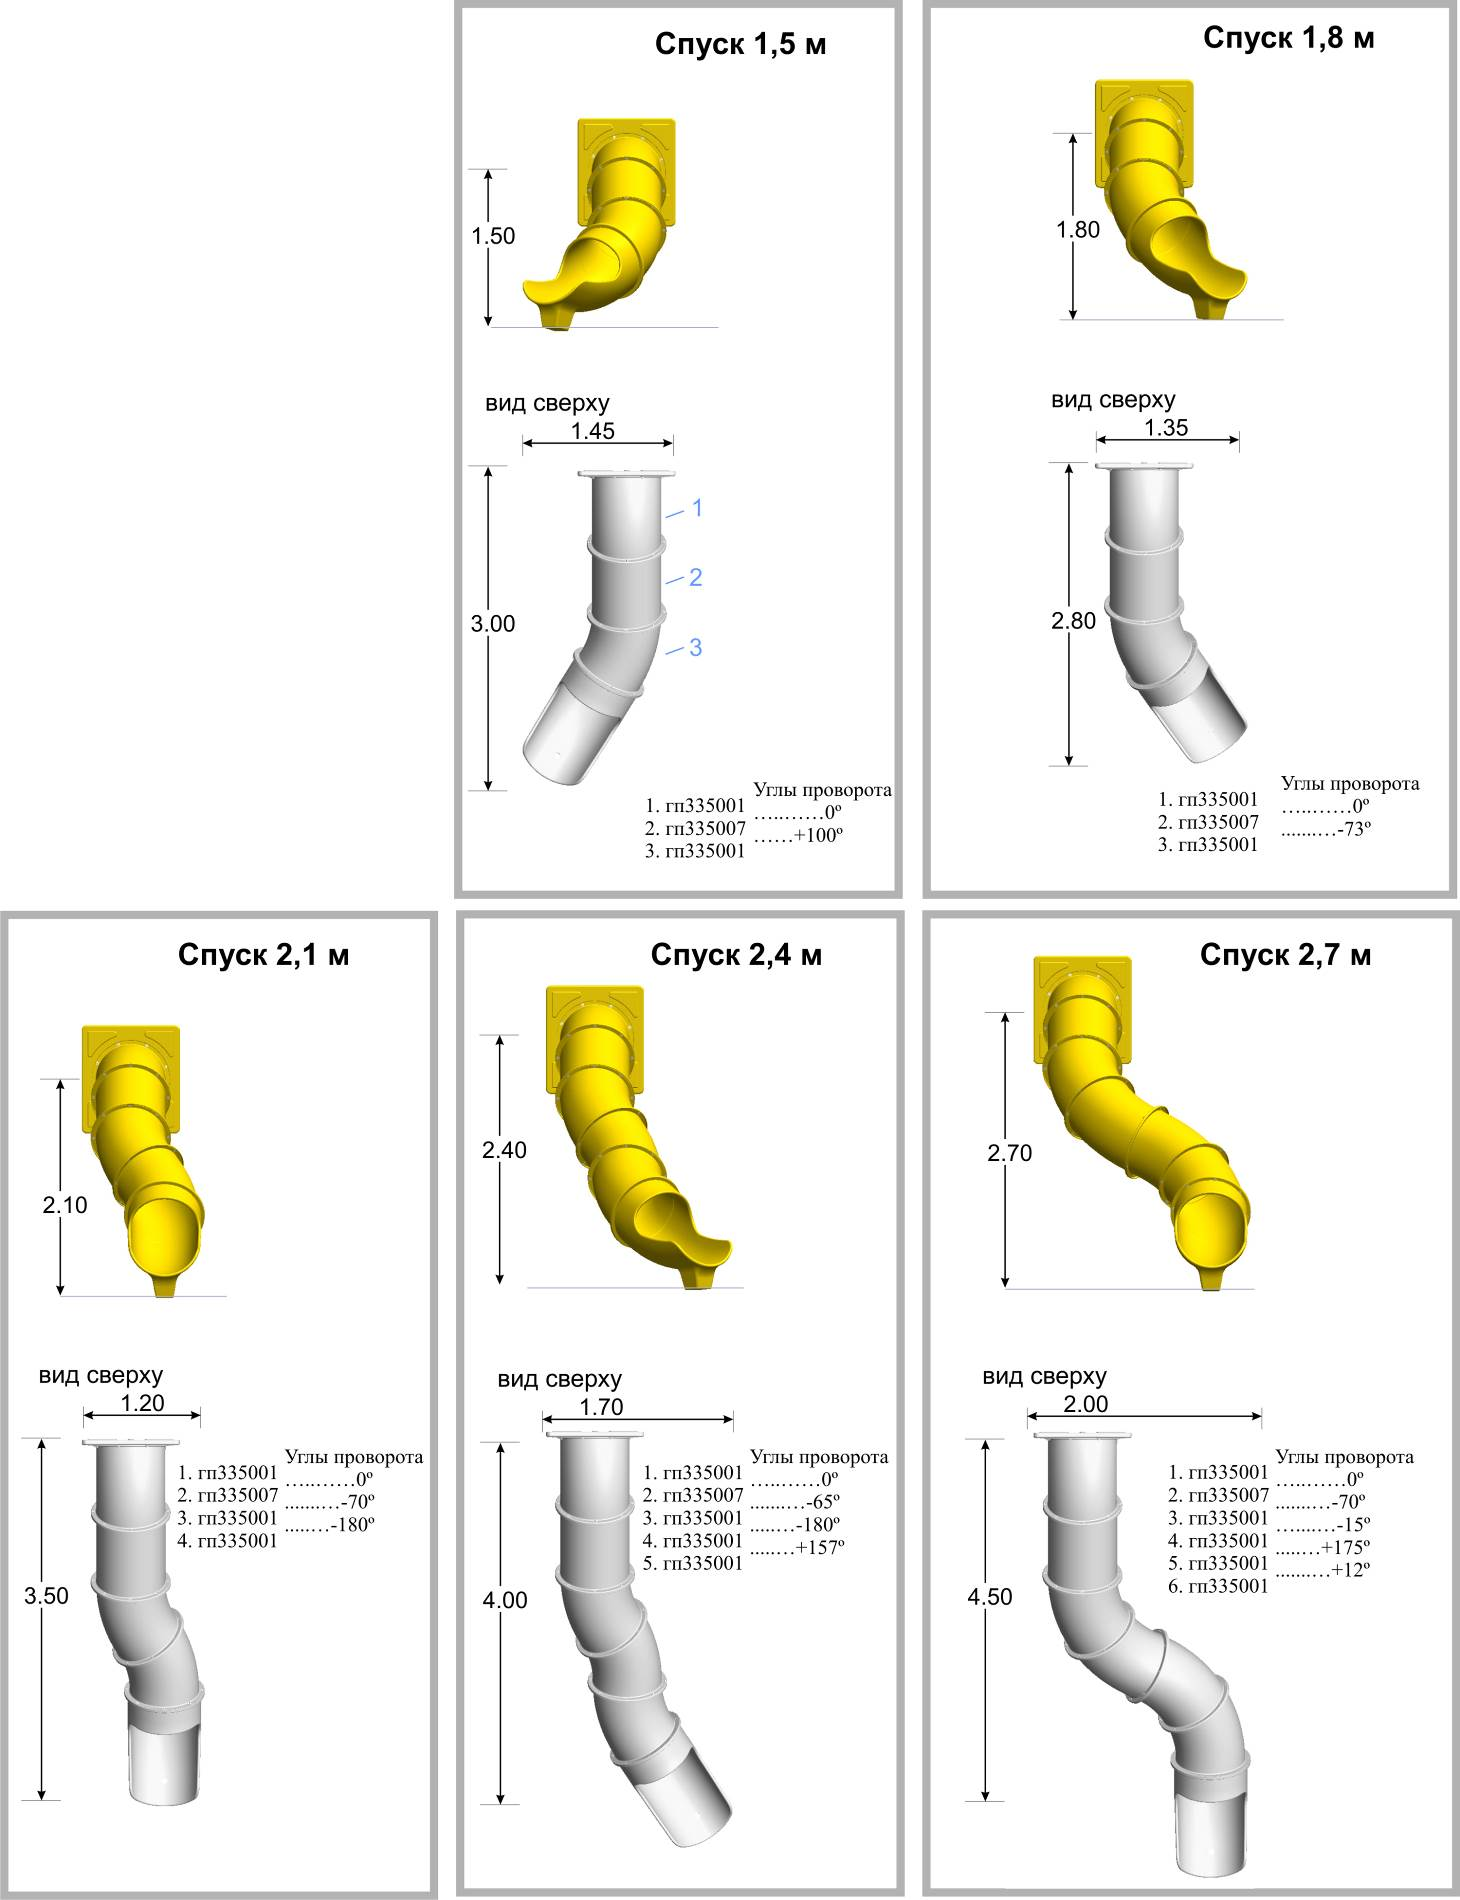 Спуск 1,5 м
1.50
вид сверху
1.45
1
2
3.00
3
Углы проворота
1. гп335001
…..……0º
2. гп335007
……+100º
3. гп335001
Спуск 1,8 м
1.80
вид сверху
1.35
2.80
Углы проворота
1. гп335001
…..……0º
2. гп335007
.......…-73º
3. гп335001
Спуск 2,1 м
2.10
вид сверху
1.20
3.50
Углы проворота
1. гп335001
…..……0º
2. гп335007
.......…-70º
3. гп335001
.....…-180º
4. гп335001
Спуск 2,4 м
2.40
вид сверху
1.70
4.00
Углы проворота
1. гп335001
…..……0º
2. гп335007
.......…-65º
3. гп335001
.....…-180º
4. гп335001
.....…+157º
5. гп335001
Спуск 2,7 м
2.70
вид сверху
2.00
4.50
Углы проворота
1. гп335001
…..……0º
2. гп335007
.......…-70º
3. гп335001
…....…-15º
4. гп335001
.....…+175º
5. гп335001
.......…+12º
6. гп335001